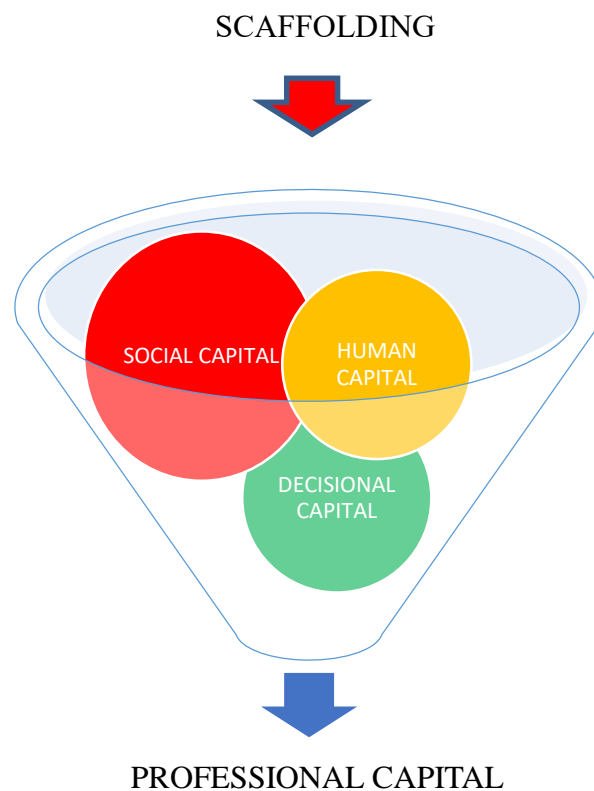 SCAFFOLDING
SOCIAL CAPITAL
HUMAN
CAPITAL
DECISIONAL
CAPITAL
PROFESSIONAL CAPITAL